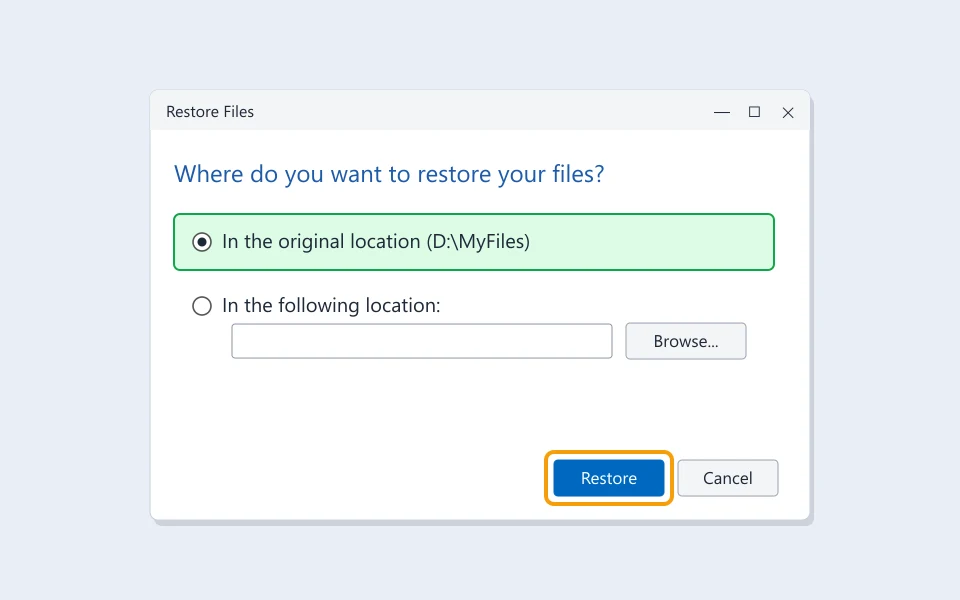 Restore Files
Where do you want to restore your files?
In the original location (D:\MyFiles)
In the following location:
Browse...
Restore
Cancel